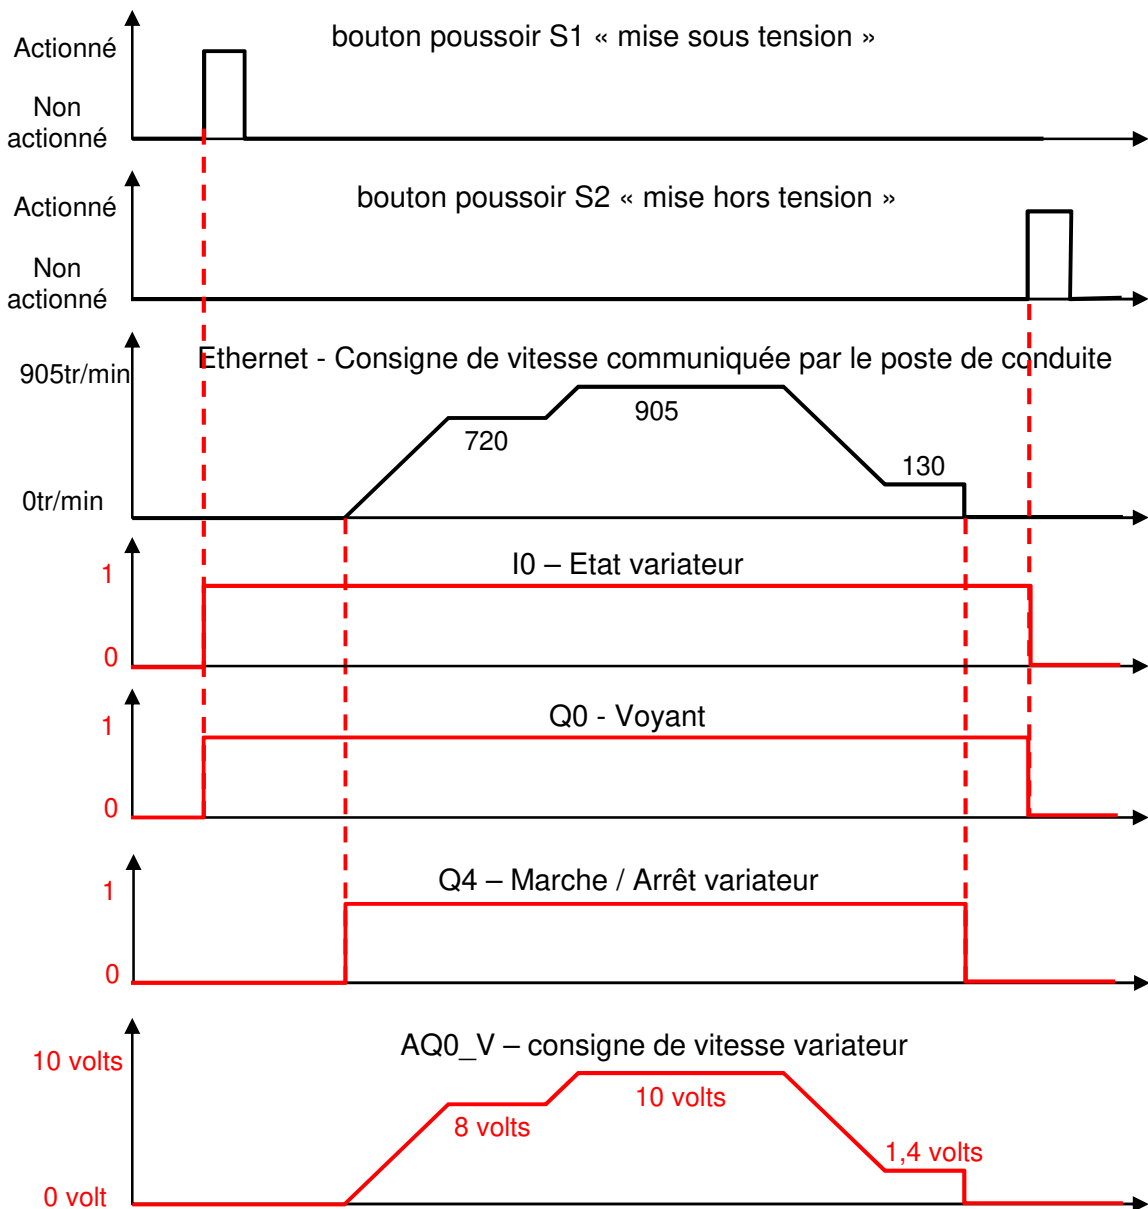 bouton poussoir S1 « mise sous tension »
Actionné
Non
actionné
bouton poussoir S2 « mise hors tension »
Actionné
Non
actionné
Ethernet - Consigne de vitesse communiquée par le poste de conduite
905tr/min
905
720
130
0tr/min
I0 – Etat variateur
1
0
Q0 - Voyant
1
0
Q4 – Marche / Arrêt variateur
1
0
AQ0_V – consigne de vitesse variateur
10 volts
10 volts
8 volts
1,4 volts
0 volt